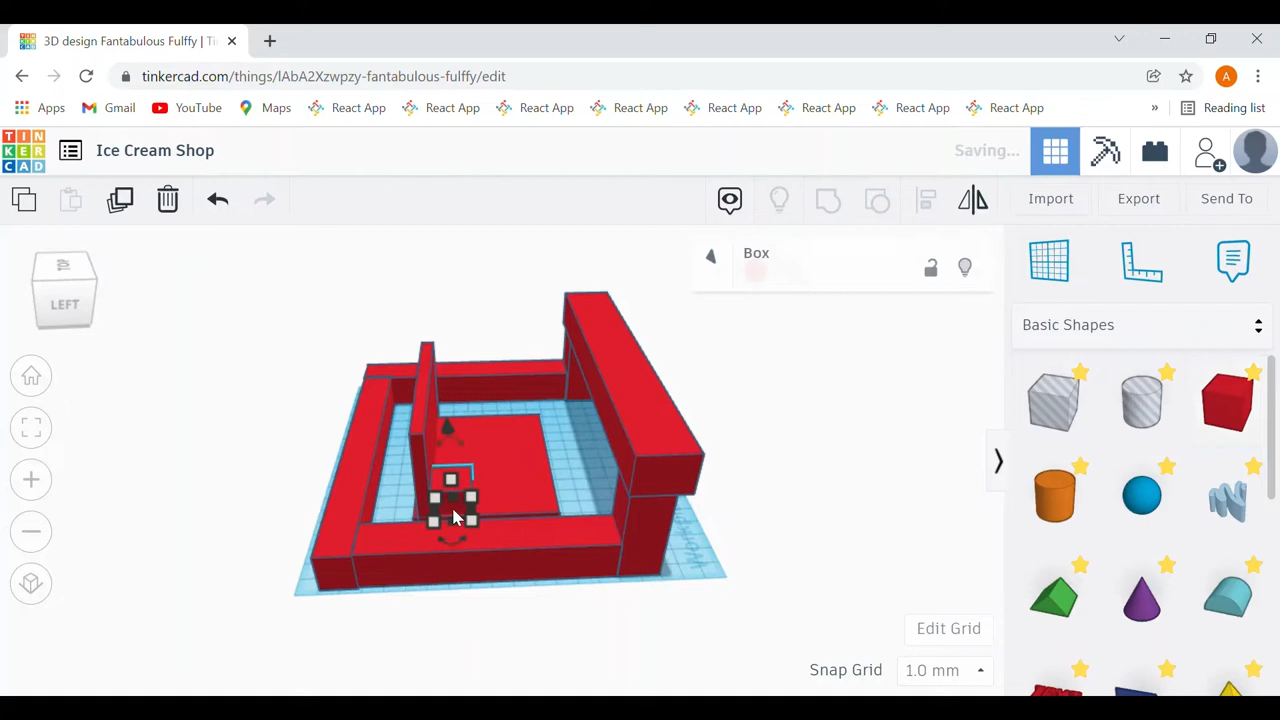 3D design Fantabulous Fulffy | Ti
tinkercad.com/things/lAbA2Xzwpzy-fantabulous-fulffy/edit
A
Apps Gmail YouTube Maps React App React App React App React App React App React App React App React App » Reading list
TIN
KER
CAD
Ice Cream Shop
Saving...
Import Export Send To
Box
LEFT
Basic Shapes
Edit Grid
Snap Grid 1.0 mm